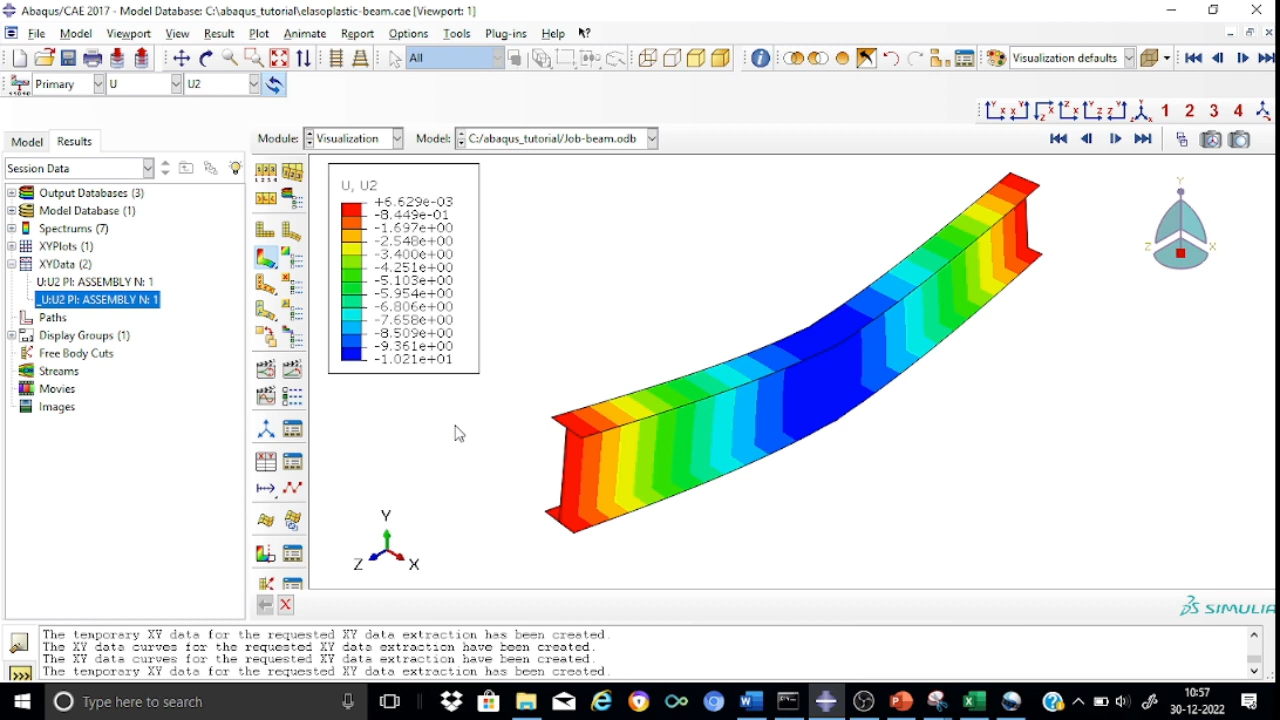 Abaqus/CAE 2017 - Model Database: C:\abaqus_tutorial\elasoplastic-beam.cae [Viewport: 1]
File Model Viewport View Result Plot Animate Report Options Tools Plug-ins Help
All
Visualization defaults
Primary U U2
1 2 3 4
Model Results
Module: Visualization Model: C:/abaqus_tutorial/Job-beam.odb
Session Data
Output Databases (3)
Model Database (1)
Spectrums (7)
XYPlots (1)
XYData (2)
U:U2 PI: ASSEMBLY N: 1
_U:U2 PI: ASSEMBLY N: 1
Paths
Display Groups (1)
Free Body Cuts
Streams
Movies
Images
U, U2
+6.629e-03
-8.449e-01
-1.697e+00
-2.548e+00
-3.400e+00
-4.251e+00
-5.103e+00
-5.954e+00
-6.806e+00
-7.658e+00
-8.509e+00
-9.361e+00
-1.021e+01
Y
Z X
Y
Z X
SIMULIA
The temporary XY data for the requested XY data extraction has been created.
The XY data curves for the requested XY data extraction have been created.
The XY data curves for the requested XY data extraction have been created.
The temporary XY data for the requested XY data extraction has been created.
>>>
Type here to search
10:57
30-12-2022